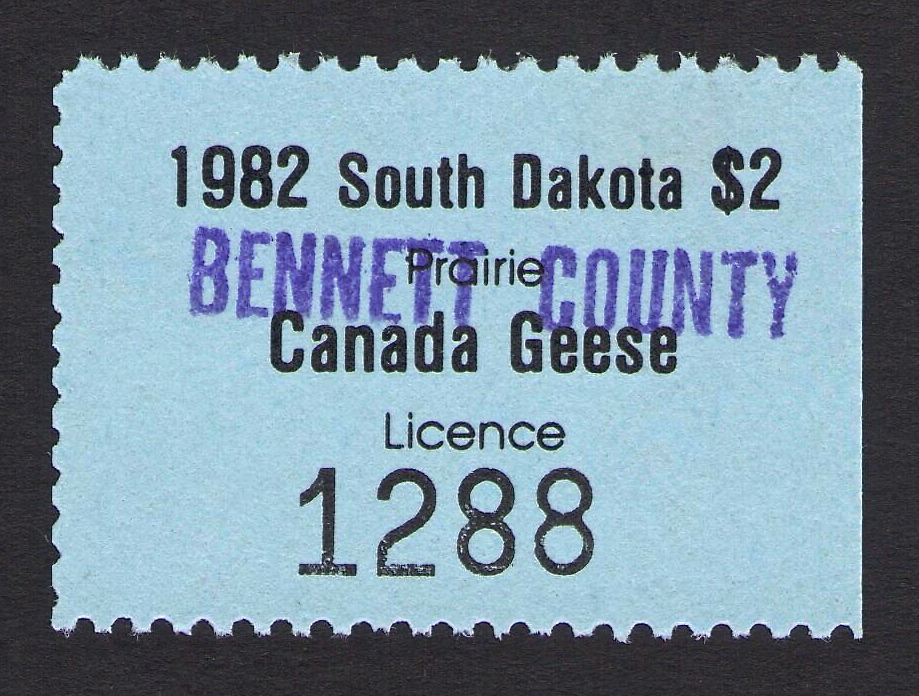 1982 South Dakota $2
BENNETT COUNTY
Prairie
Canada Geese
Licence
1288